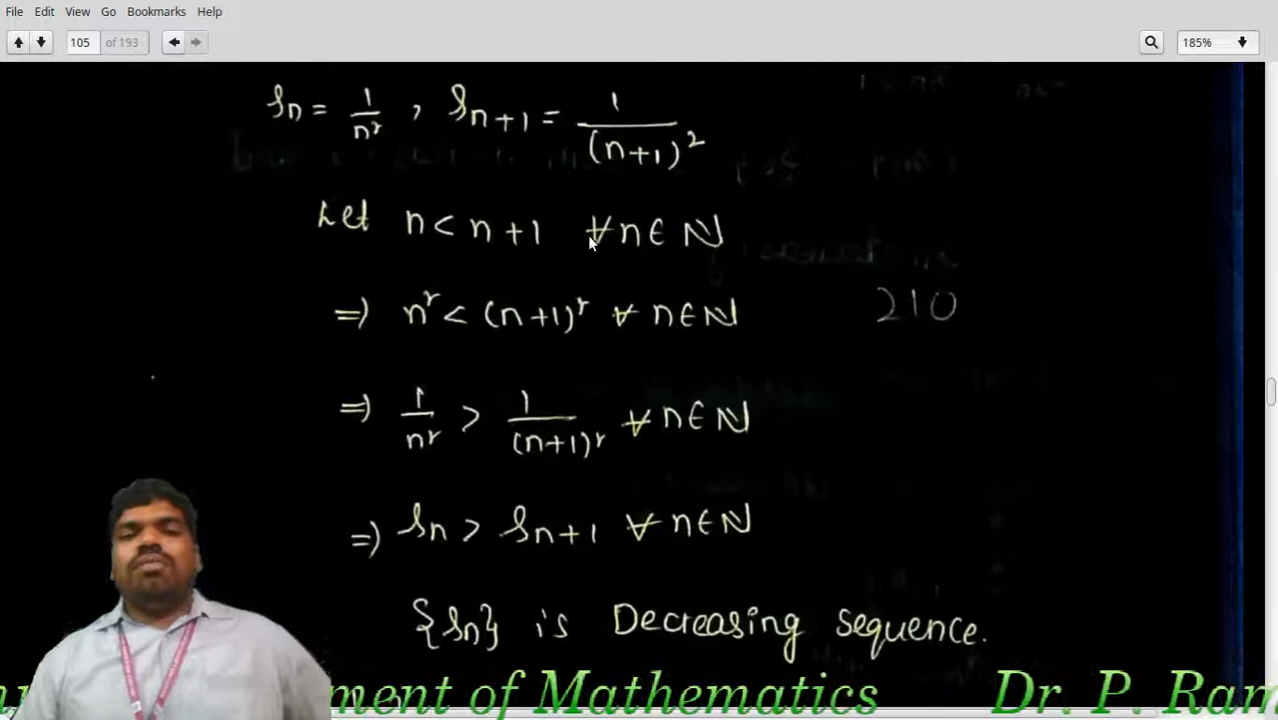 File Edit View Go Bookmarks Help
105 of 193 185%
Sn = 1/n², Sn+1 = 1/(n+1)²
Let n < n+1 ∀ n ∈ ℕ
=) n² < (n+1)² ∀ n ∈ ℕ
210
=) 1/n² > 1/(n+1)² ∀ n ∈ ℕ
=) Sn > Sn+1 ∀ n ∈ ℕ
{Sn} is Decreasing sequence.
ment of Mathematics Dr. P. Ram